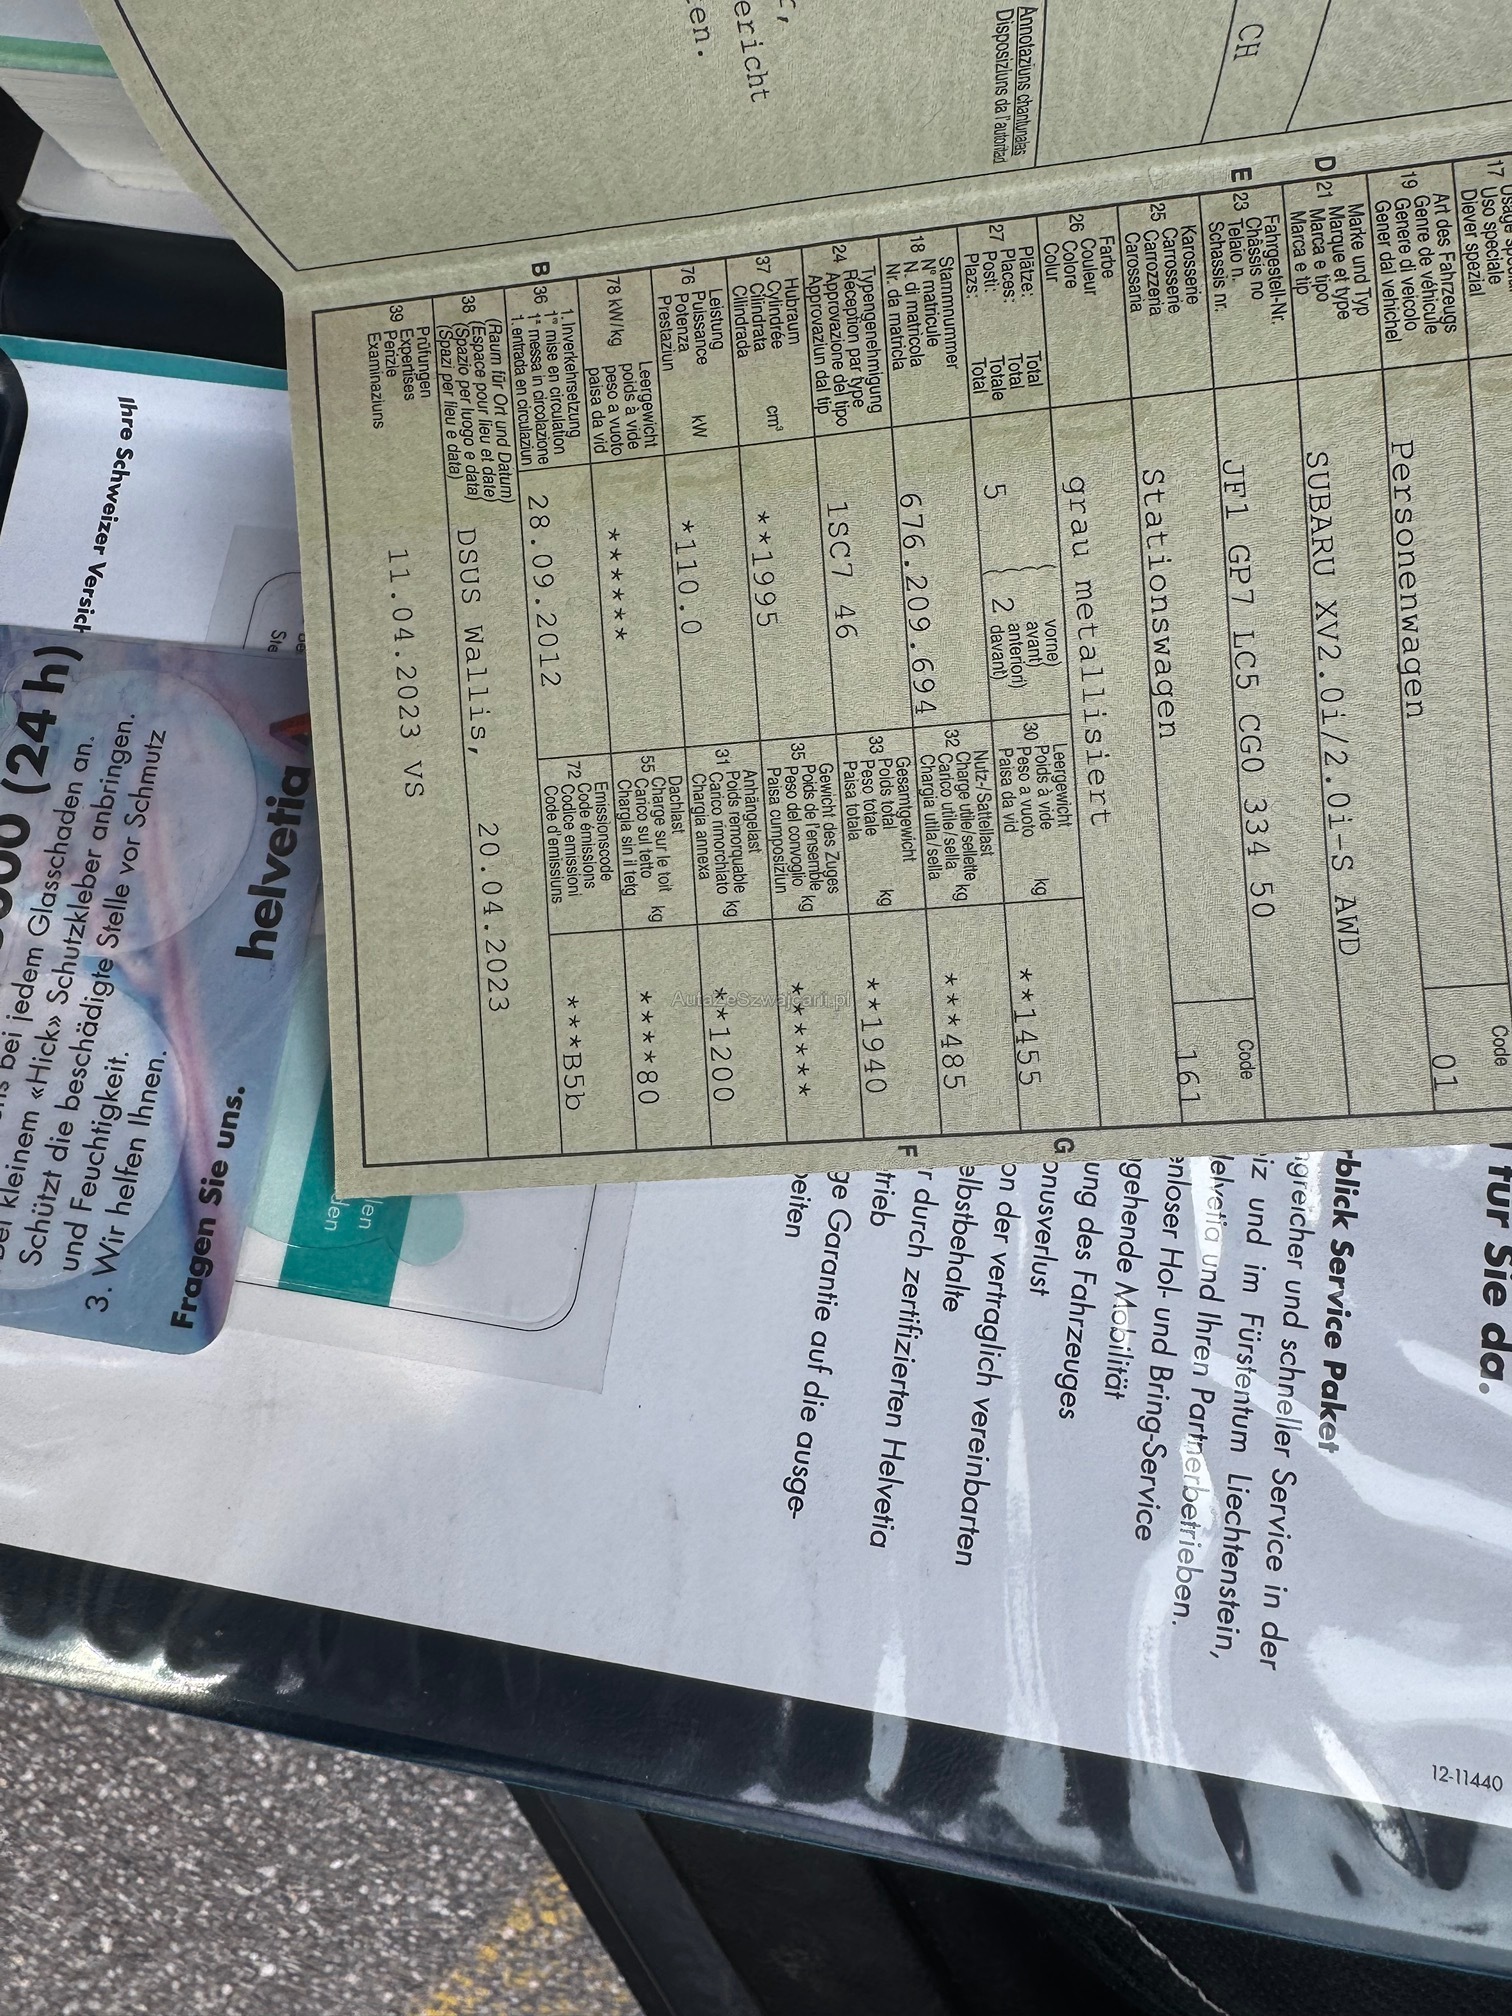 ericht
en.
CH
Annotaziuns chantunalas
Disposiziuns da l'autoritad
17 Uso speciale
Diever spezial
Code
Art des Fahrzeugs
19 Genre de véhicule
Genere di veicolo
Gener dal vehichel
Personenwagen
01
Marke und Typ
D 21 Marque et type
Marca e tipo
Marca e tip
SUBARU XV2.0i/2.0i-S AWD
Fahrgestell-Nr.
E 23 Châssis no
Telaio n.
Schassis nr.
JF1 GP7 LC5 CG0 334 50
Code
Karosserie
25 Carrosserie
Carrozzeria
Carossaria
Stationswagen
161
Farbe
26 Couleur
Colore
Colur
grau metallisiert
Plätze: Total
27 Places: Total
Posti: Totale
Plazs: Total
5
vorne)
avant)
2 anteriori)
davant)
Leergewicht
30 Poids à vide
Peso a vuoto kg
Paisa da vid
**1455
Stammnummer
18 N° matricule
N. di matricola
Nr. da matricla
676.209.694
Nutz-/Sattellast
32 Charge utile/sellette kg
Carico utile/sella
Chargia utila/sella
***485
Typengenehmigung
24 Réception par type
Approvazione del tipo
Approvaziun dal tip
1SC7 46
Gesamtgewicht
33 Poids total
Peso totale kg
Paisa totala
**1940
Hubraum
37 Cylindrée
Cilindrata cm³
Cilindrada
**1995
Gewicht des Zuges
35 Poids de l'ensemble kg
Peso del convoglio
Paisa cumposiziun
******
Leistung
76 Puissance
Potenza kW
Prestaziun
*110.0
Anhängelast
31 Poids remorquable
Carico rimorchiato kg
Chargia annexa
**1200
78 kW/kg
Leergewicht
poids à vide
peso a vuoto
paisa da vid
******
Dachlast
55 Charge sur le toit
Carico sul tetto kg
Chargia sin il tetg
****80
1. Inverkehrsetzung
B 36 1re mise en circulation
1a messa in circolazione
1. entrada en circulaziun
28.09.2012
Emissionscode
72 Code émissions
Codice emissioni
Code d'emissiuns
***B5b
(Raum für Ort und Datum)
38 (Espace pour lieu et date)
(Spazio per luogo e data)
(Spazi per lieu e data)
DSUS Wallis, 20.04.2023
Prüfungen
39 Expertises
Perizie
Examinaziuns
11.04.2023 VS
G
F
AutaZeSzwajcarii.pl
Ihre Schweizer Versich
(24 h)
bei jedem Glasschaden an.
kleinem «Hick» Schutzkleber anbringen.
Schützt die beschädigte Stelle vor Schmutz
und Feuchtigkeit.
3. Wir helfen Ihnen.
Fragen Sie uns.
helvetia
für Sie da.
rblick Service Paket
ngreicher und schneller Service in der
iz und im Fürstentum Liechtenstein,
elvetia und Ihren Partnerbetrieben.
enloser Hol- und Bring-Service
gehende Mobilität
ung des Fahrzeuges
onusverlust
on der vertraglich vereinbarten
elbstbehalte
r durch zertifizierten Helvetia
trieb
ge Garantie auf die ausge-
beiten
12-11440